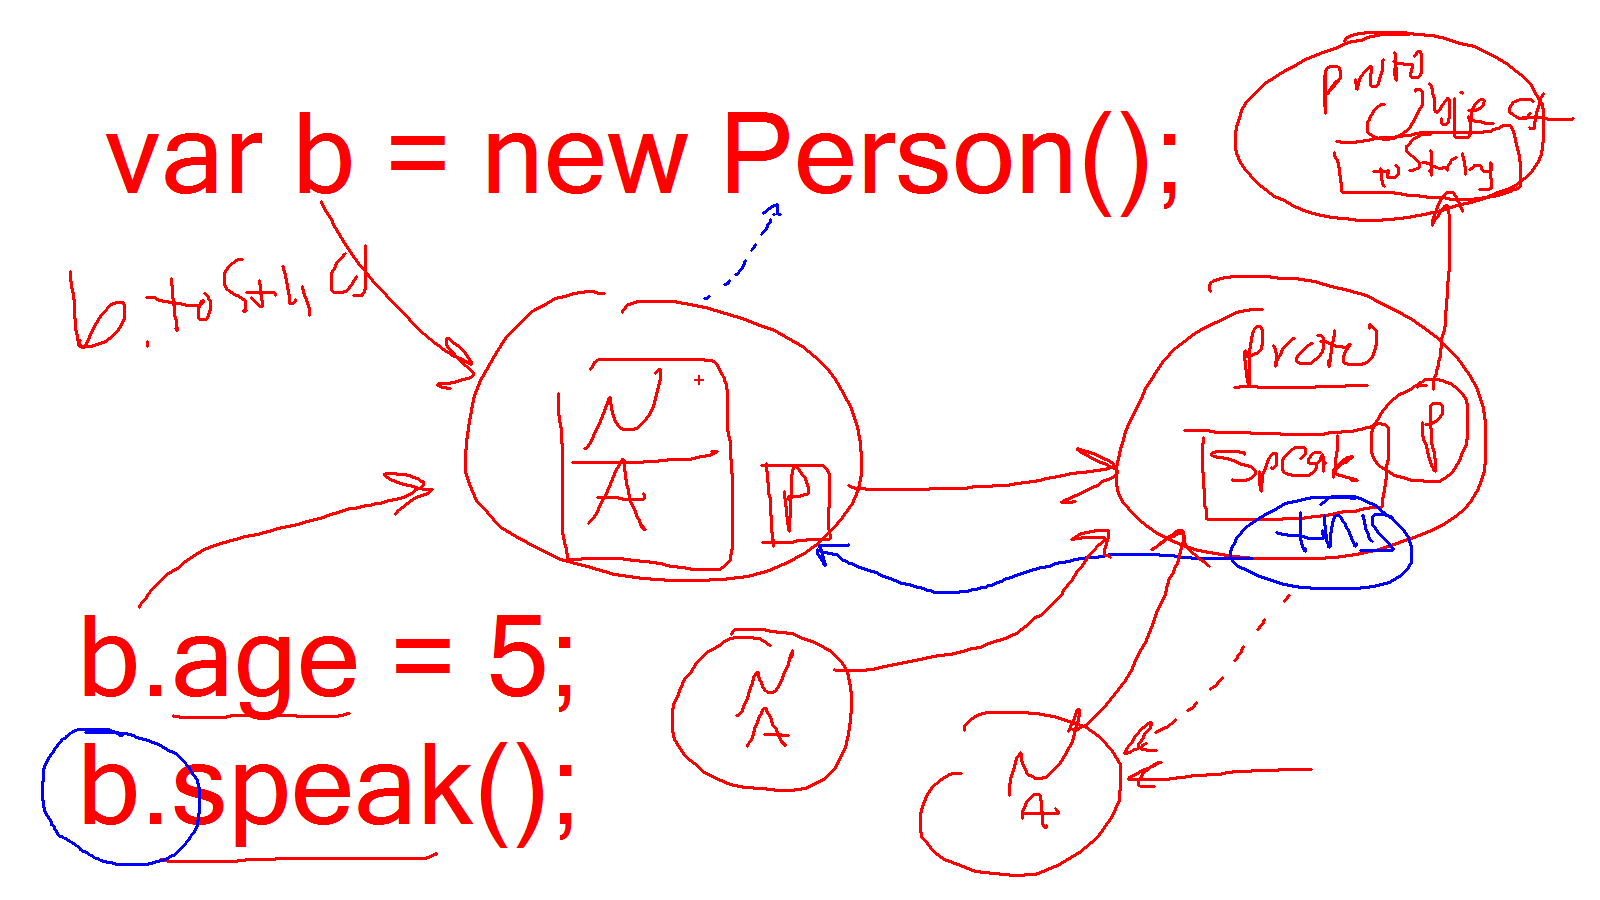 var b = new Person();
Proto
Object
toString
b.toString
N
A
P
Proto
P
Speak
this
b.age = 5;
N
A
b.speak();
N
A